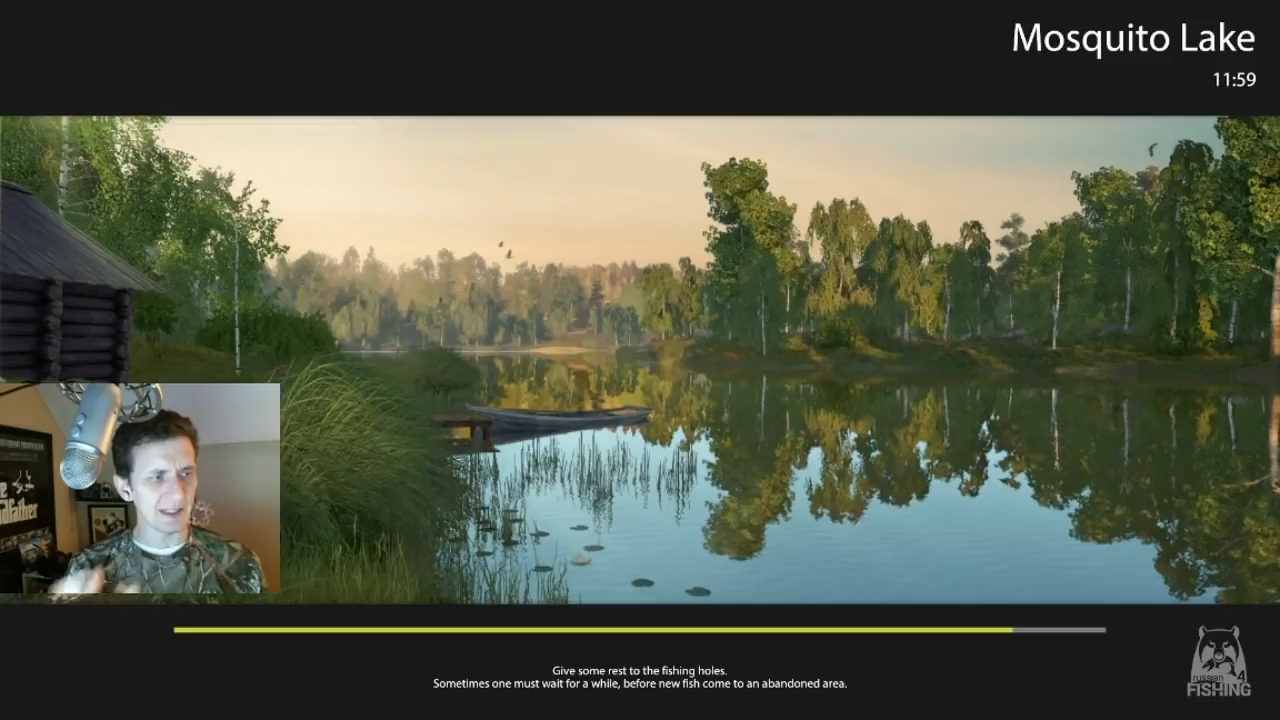 Mosquito Lake
11:59
Godfather
Give some rest to the fishing holes.
Sometimes one must wait for a while, before new fish come to an abandoned area.
russian 4
FISHING